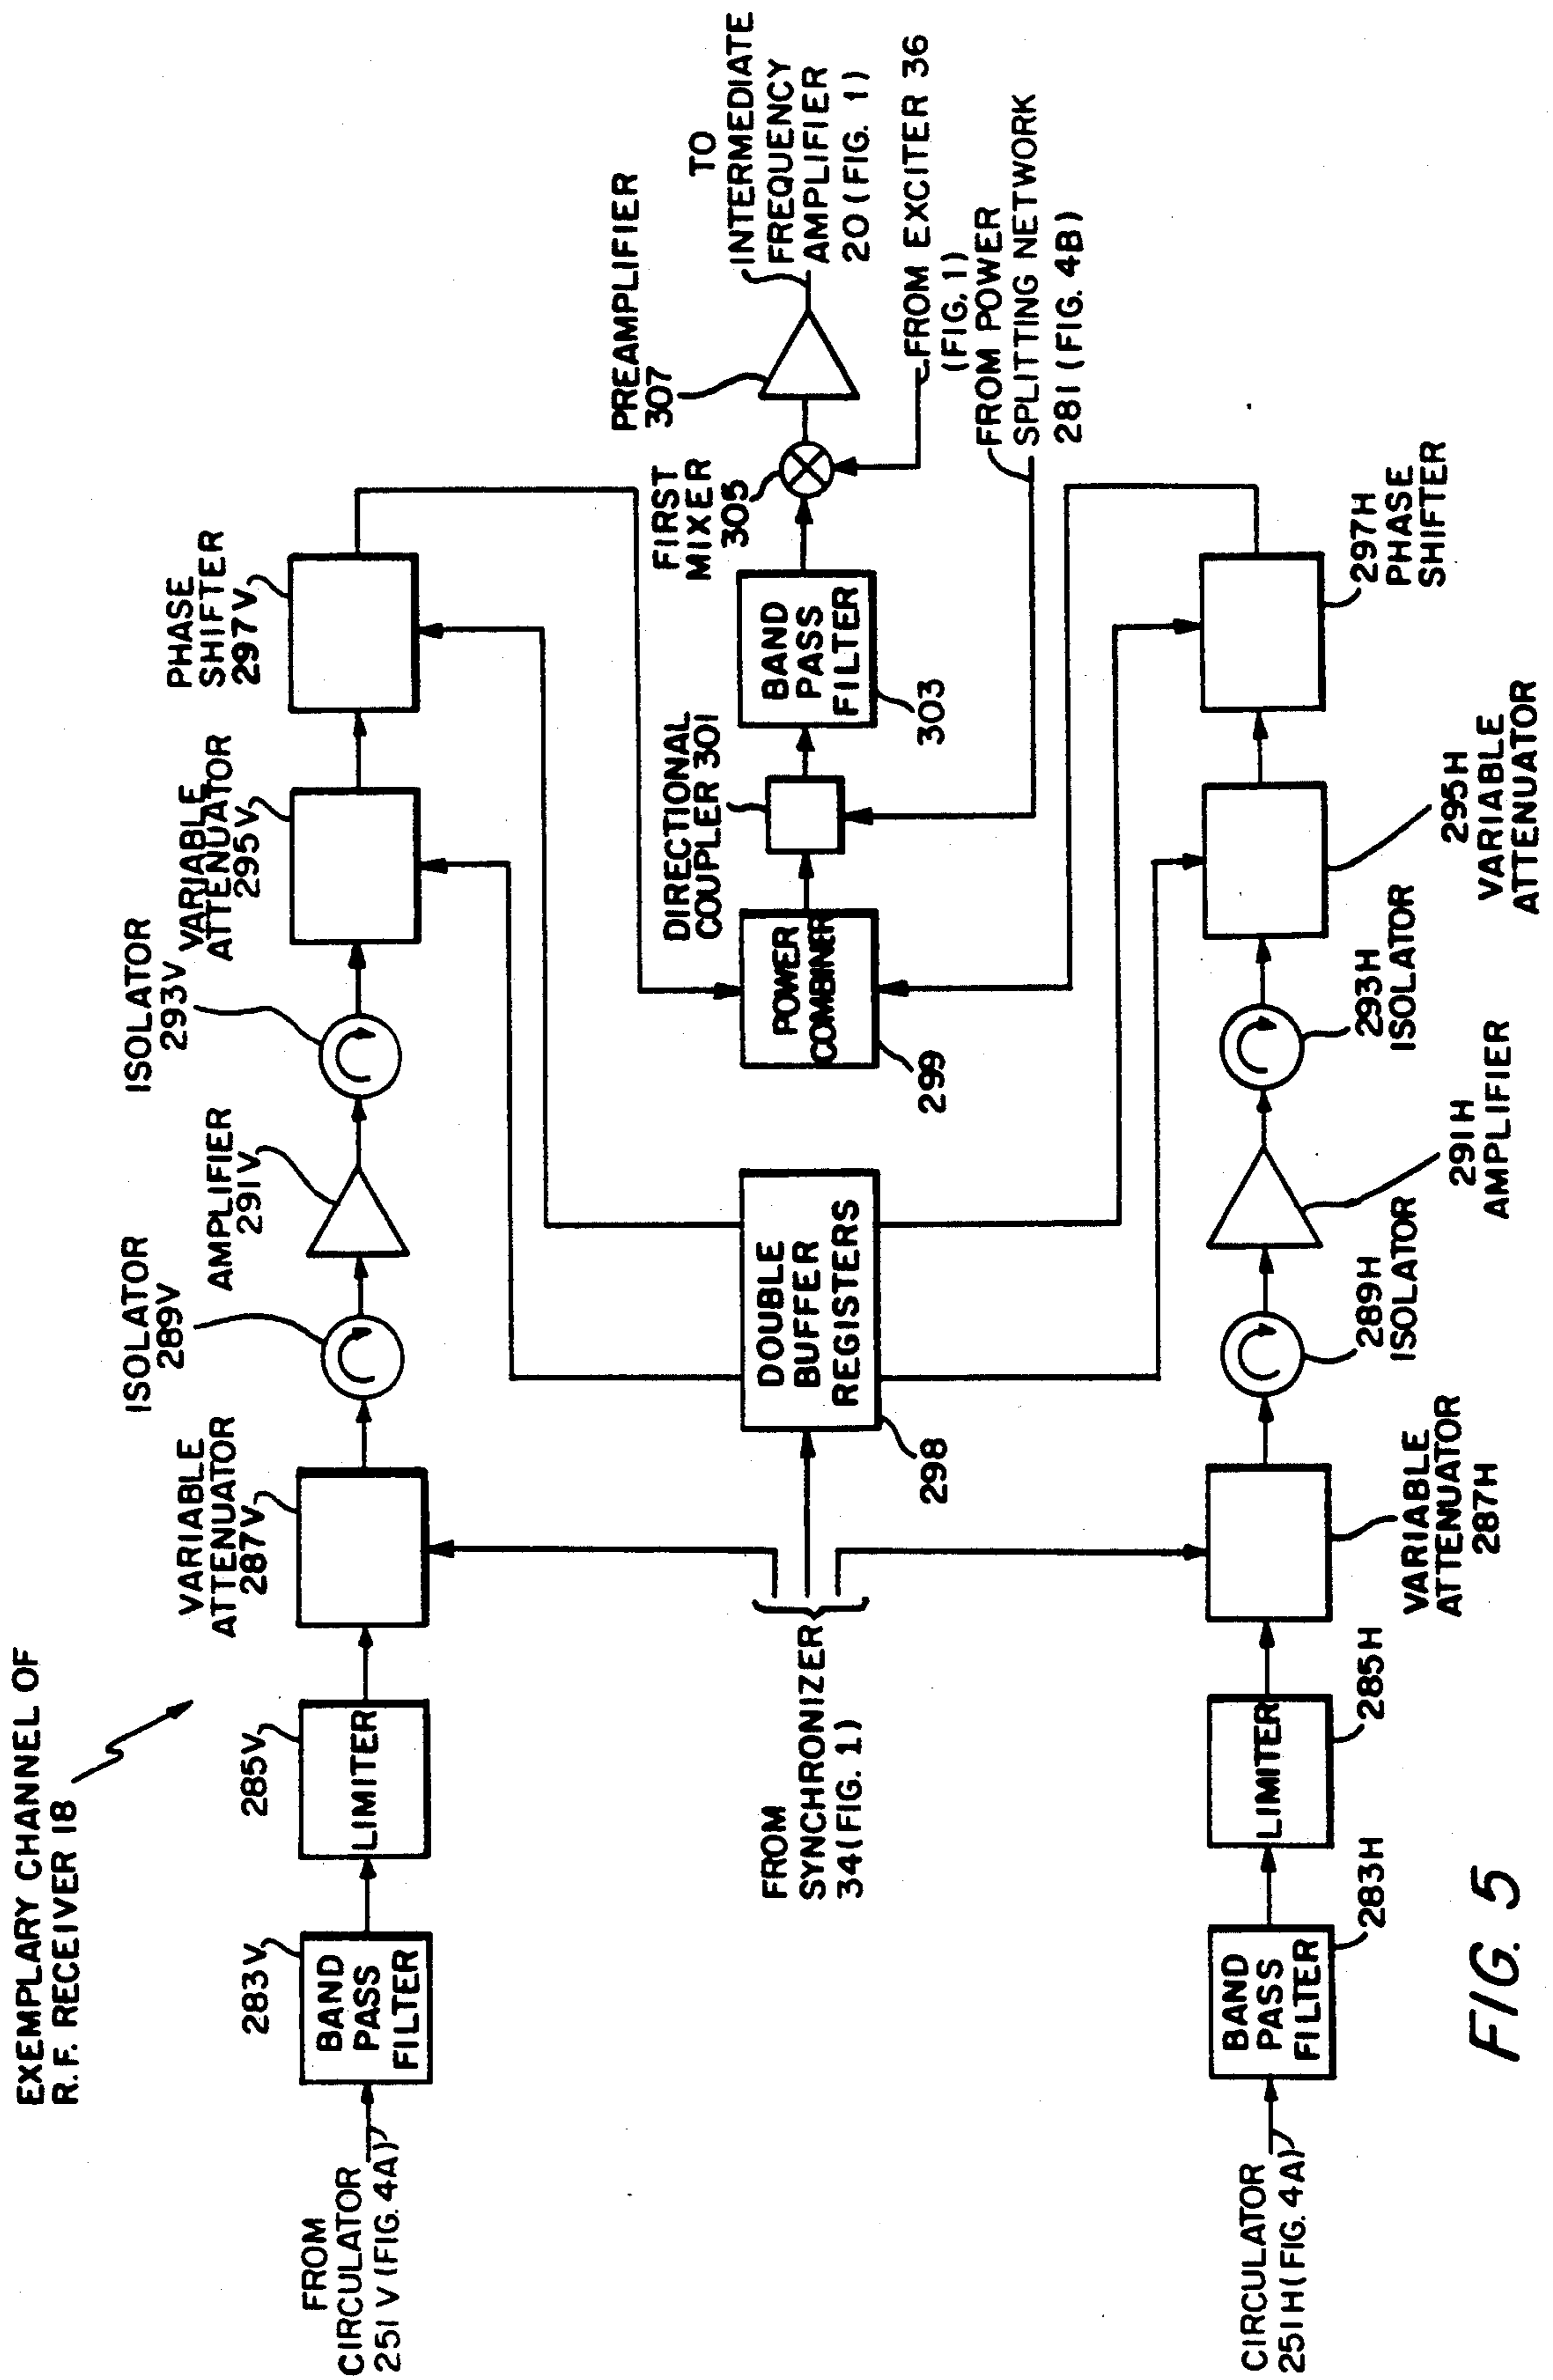 EXEMPLARY CHANNEL OF
R.F. RECEIVER 18
FROM
CIRCULATOR
251V (FIG. 4A)
283V
BAND
PASS
FILTER
285V
LIMITER
VARIABLE
ATTENUATOR
287V
ISOLATOR
289V
AMPLIFIER
291V
ISOLATOR
293V
VARIABLE
ATTENUATOR
295V
PHASE
SHIFTER
297V
FROM
SYNCHRONIZER
34 (FIG. 1)
DOUBLE
BUFFER
REGISTERS
298
POWER
COMBINER
299
DIRECTIONAL
COUPLER 301
BAND
PASS
FILTER
303
FIRST
MIXER
305
PREAMPLIFIER
307
TO
INTERMEDIATE
FREQUENCY
AMPLIFIER
20 (FIG. 1)
FROM EXCITER 36
(FIG. 1)
FROM POWER
SPLITTING NETWORK
281 (FIG. 4B)
CIRCULATOR
251H (FIG. 4A)
BAND
PASS
FILTER
283H
LIMITER
285H
VARIABLE
ATTENUATOR
287H
289H
ISOLATOR
291H
AMPLIFIER
293H
ISOLATOR
295H
VARIABLE
ATTENUATOR
297H
PHASE
SHIFTER
FIG. 5